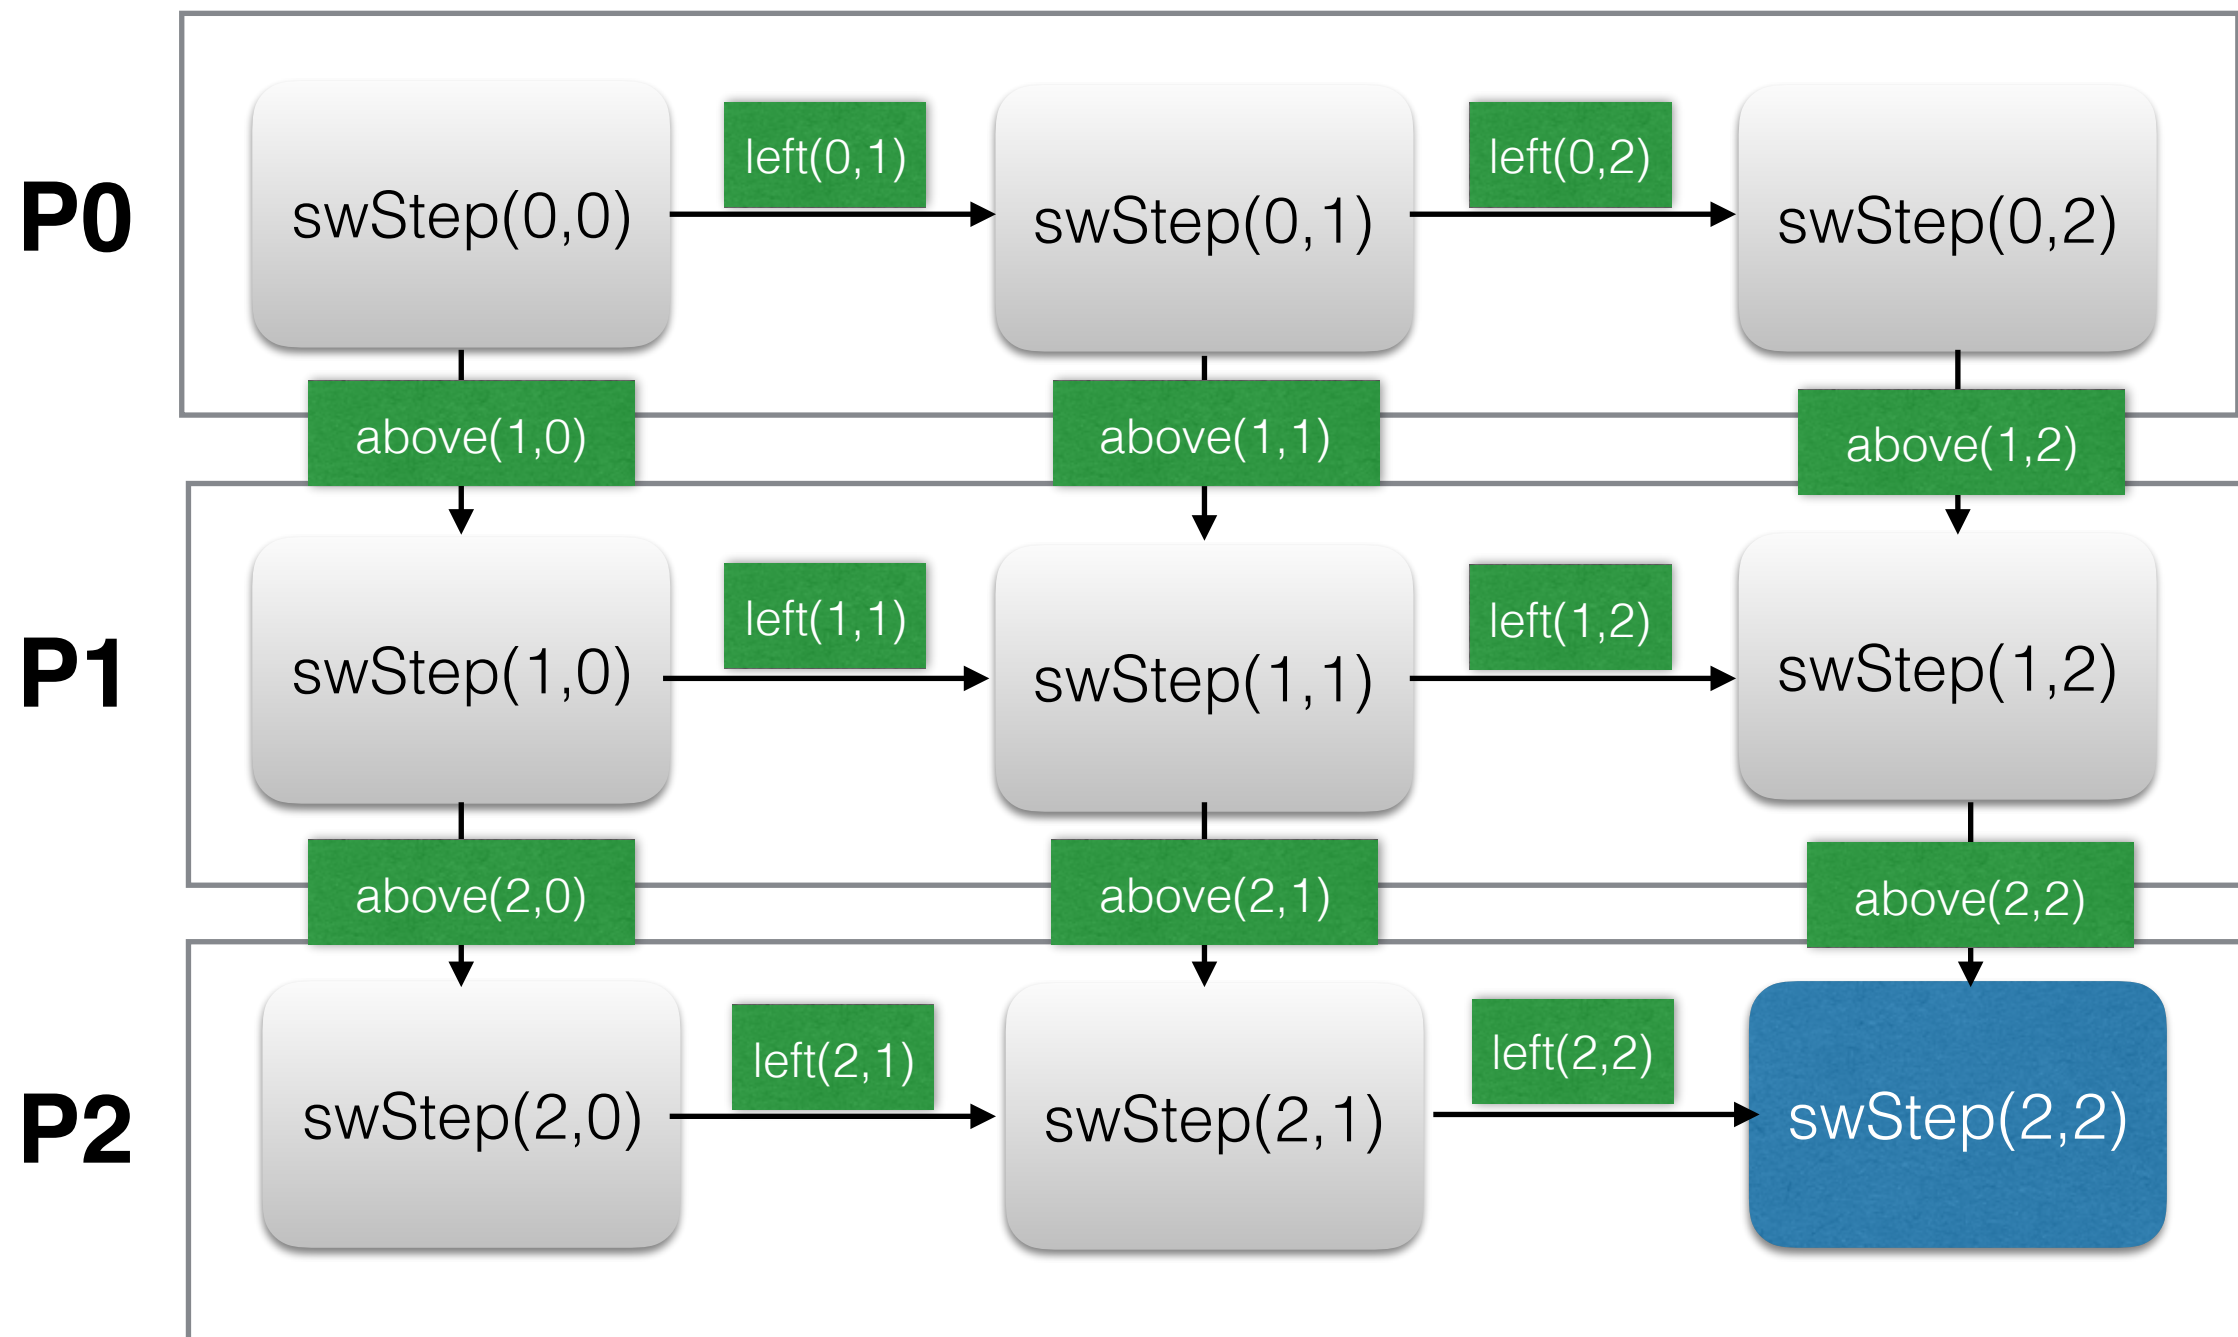 P0
swStep(0,0)
left(0,1)
swStep(0,1)
left(0,2)
swStep(0,2)
above(1,0)
above(1,1)
above(1,2)
P1
swStep(1,0)
left(1,1)
swStep(1,1)
left(1,2)
swStep(1,2)
above(2,0)
above(2,1)
above(2,2)
P2
swStep(2,0)
left(2,1)
swStep(2,1)
left(2,2)
swStep(2,2)